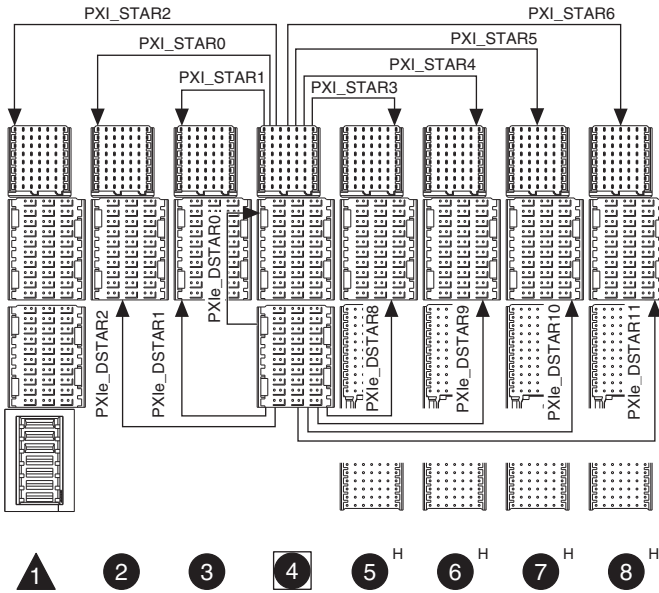 PXI_STAR2
PXI_STAR6
PXI_STAR0
PXI_STAR5
PXI_STAR1
PXI_STAR4
PXI_STAR3
PXIe_DSTAR2
PXIe_DSTAR1
PXIe_DSTAR0
PXIe_DSTAR8
PXIe_DSTAR9
PXIe_DSTAR10
PXIe_DSTAR11
1 2 3 4 5 H 6 H 7 H 8 H